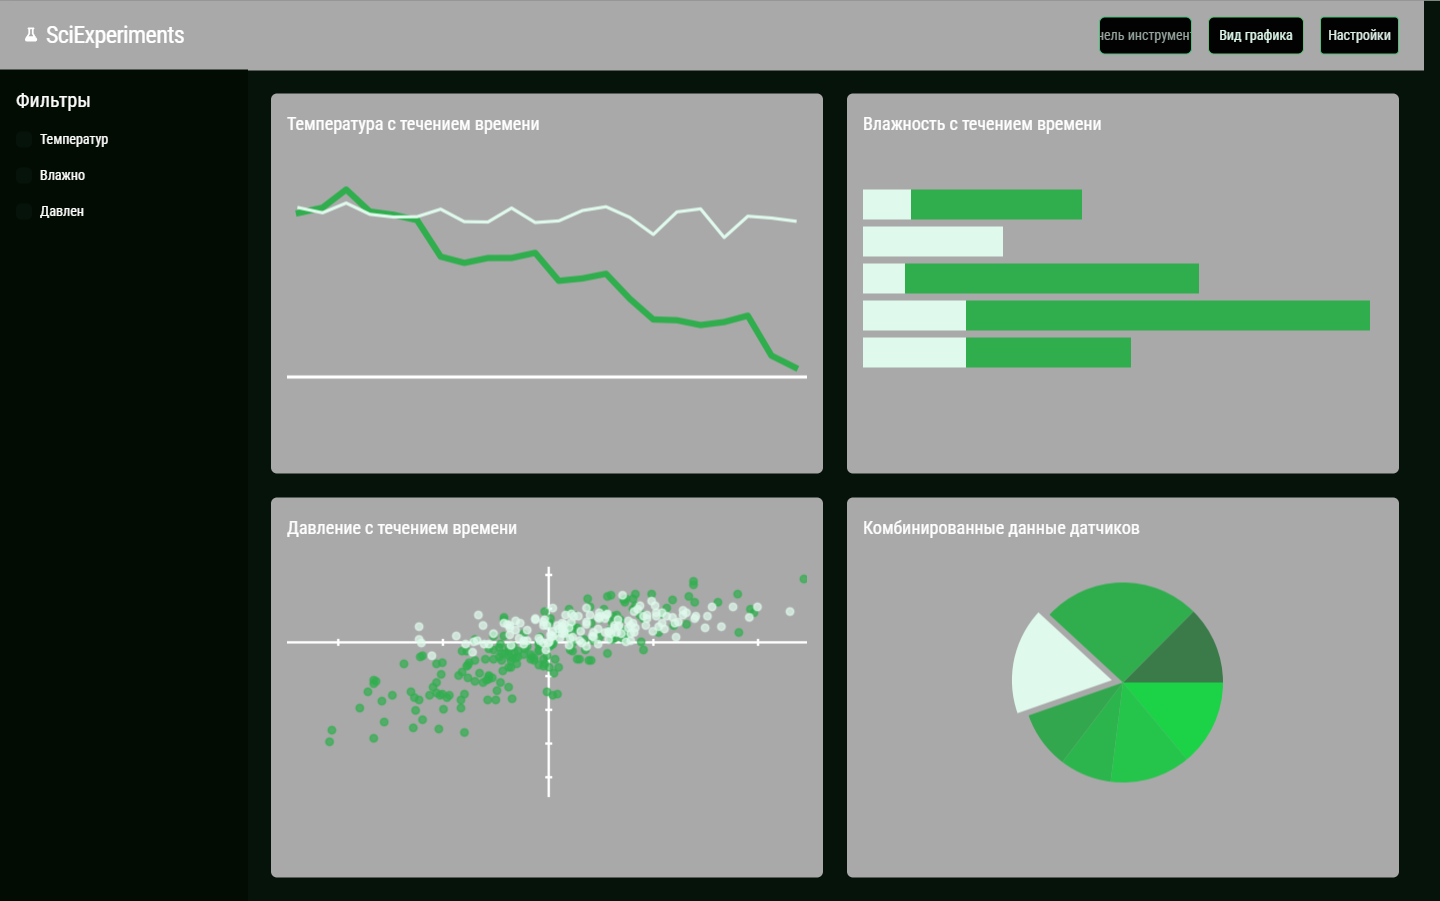 SciExperiments
нель инструмент
Вид графика
Настройки
Фильтры
Температур
Влажно
Давлен
Температура с течением времени
Влажность с течением времени
Давление с течением времени
Комбинированные данные датчиков